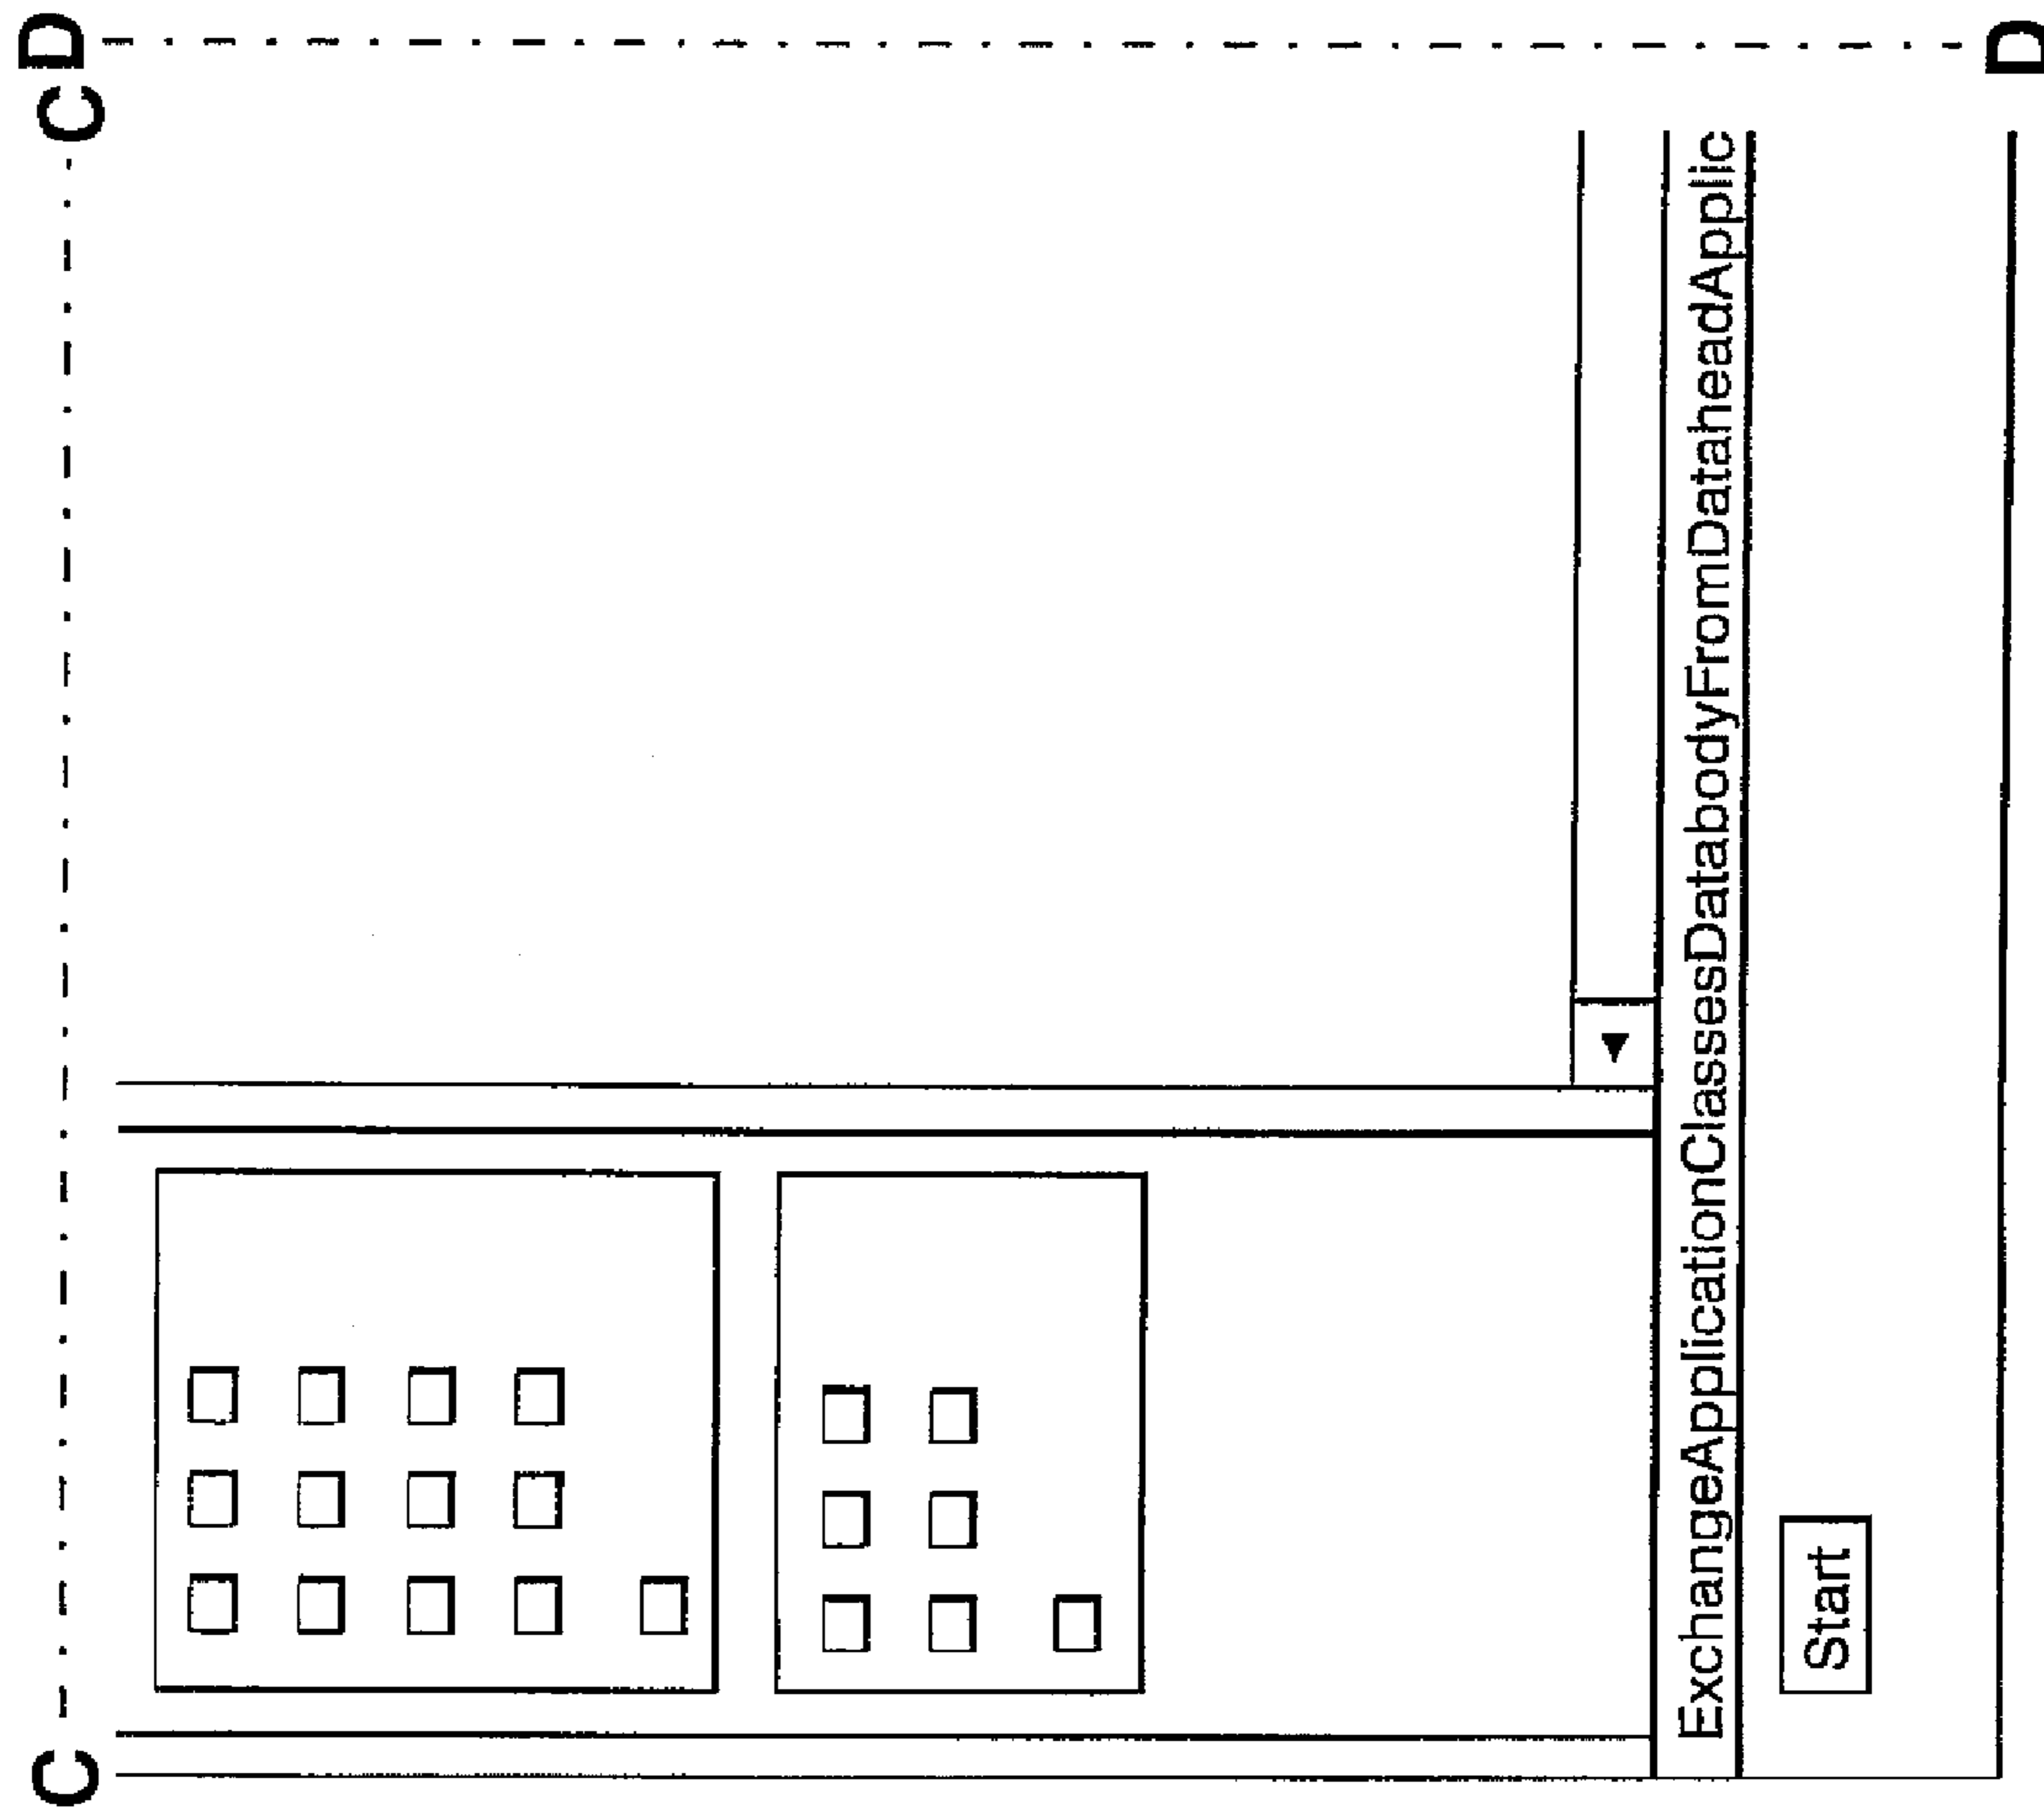 C C D
ExchangeApplicationClassesDatabodyFromDataheadApplic
Start
D